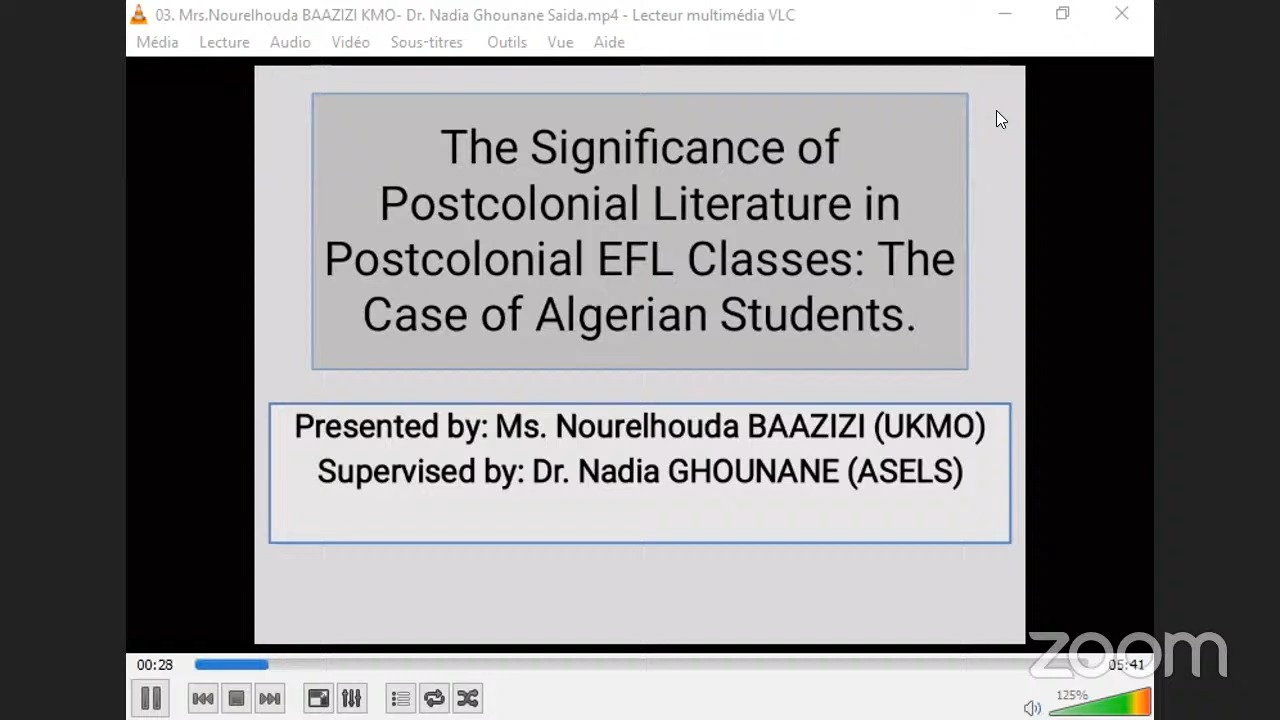 03. Mrs.Nourelhouda BAAZIZI KMO- Dr. Nadia Ghounane Saida.mp4 - Lecteur multimédia VLC
Média Lecture Audio Vidéo Sous-titres Outils Vue Aide
The Significance of
Postcolonial Literature in
Postcolonial EFL Classes: The
Case of Algerian Students.
Presented by: Ms. Nourelhouda BAAZIZI (UKMO)
Supervised by: Dr. Nadia GHOUNANE (ASELS)
zoom
00:28 05:41
125%